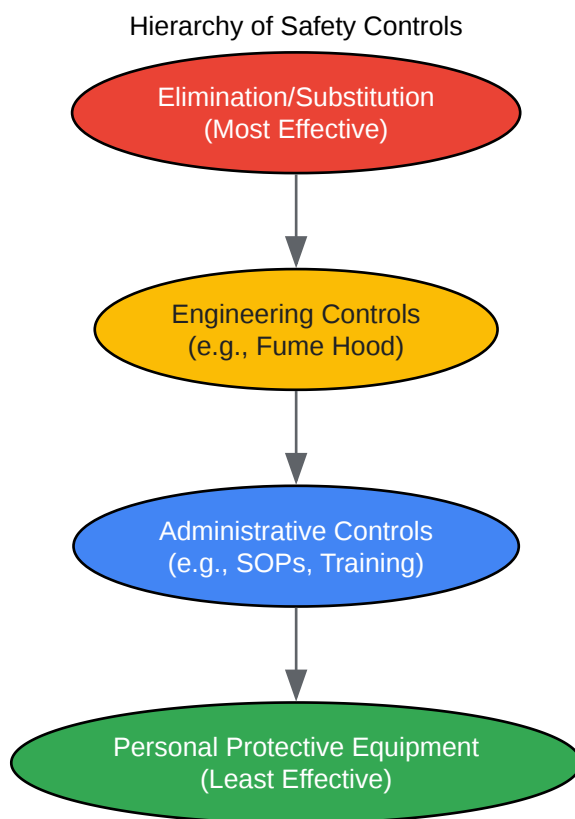 Hierarchy of Safety Controls
Elimination/Substitution
(Most Effective)
Engineering Controls
(e.g., Fume Hood)
Administrative Controls
(e.g., SOPs, Training)
Personal Protective Equipment
(Least Effective)